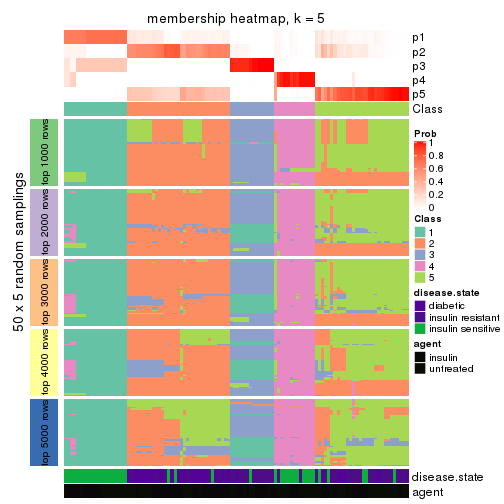 membership heatmap, k = 5
p1
p2
p3
p4
p5
Class
50 x 5 random samplings
top 1000 rows
top 2000 rows
top 3000 rows
top 4000 rows
top 5000 rows
disease.state
agent
Prob
1
0.8
0.6
0.4
0.2
0
Class
1
2
3
4
5
disease.state
diabetic
insulin resistant
insulin sensitive
agent
insulin
untreated